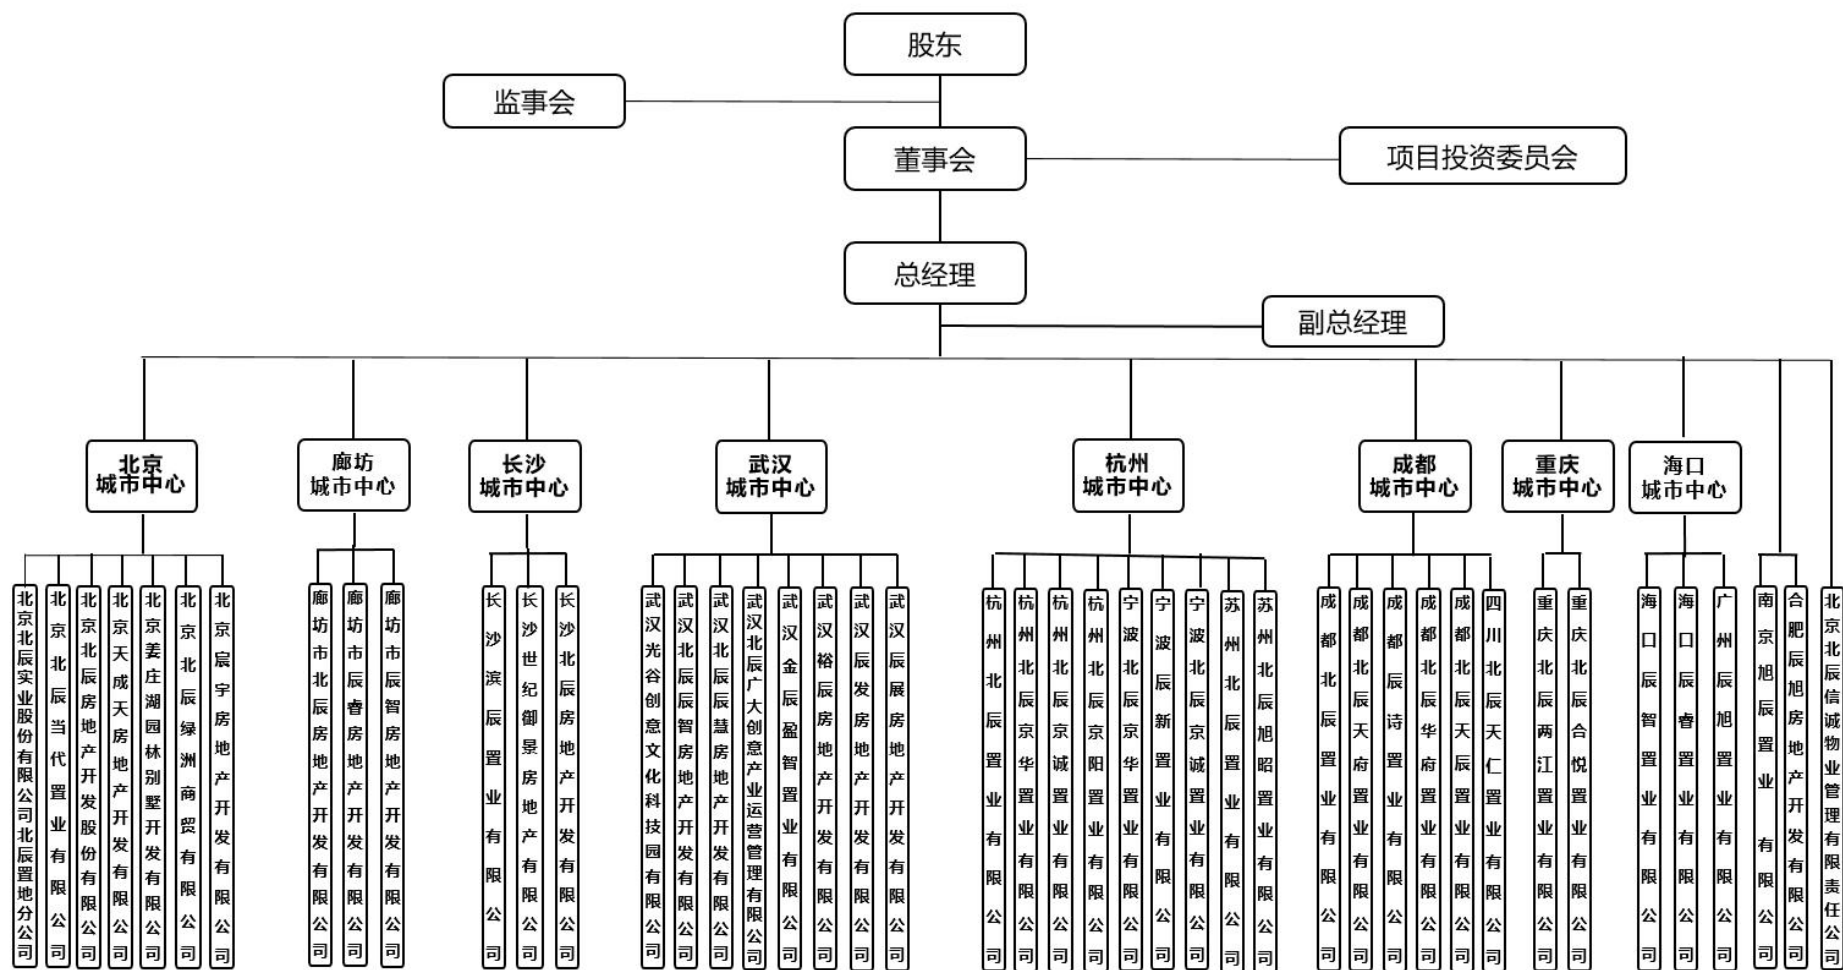 股东
监事会
董事会
项目投资委员会
总经理
副总经理
北京
城市中心
廊坊
城市中心
长沙
城市中心
武汉
城市中心
杭州
城市中心
成都
城市中心
重庆
城市中心
海口
城市中心
北京北辰实业股份有限公司北辰置地分公司
北京北辰当代置业有限公司
北京北辰房地产开发股份有限公司
北京天成天房地产开发有限公司
北京姜庄湖园林别墅开发有限公司
北京北辰绿洲商贸有限公司
北京宸宇房地产开发有限公司
廊坊市北辰房地产开发有限公司
廊坊市辰睿房地产开发有限公司
廊坊市辰智房地产开发有限公司
长沙滨辰置业有限公司
长沙世纪御景房地产有限公司
长沙北辰房地产开发有限公司
武汉光谷创意文化科技园有限公司
武汉北辰辰智房地产开发有限公司
武汉北辰辰慧房地产开发有限公司
武汉北辰广大创意产业运营管理有限公司
武汉金辰盈智置业有限公司
武汉裕辰房地产开发有限公司
武汉辰发房地产开发有限公司
武汉辰展房地产开发有限公司
杭州北辰置业有限公司
杭州北辰京华置业有限公司
杭州北辰京诚置业有限公司
杭州北辰京阳置业有限公司
宁波北辰京华置业有限公司
宁波辰新置业有限公司
宁波北辰京诚置业有限公司
苏州北辰置业有限公司
苏州北辰旭昭置业有限公司
成都北辰置业有限公司
成都北辰天府置业有限公司
成都辰诗置业有限公司
成都北辰华府置业有限公司
成都北辰天辰置业有限公司
四川北辰天仁置业有限公司
重庆北辰两江置业有限公司
重庆北辰合悦置业有限公司
海口辰智置业有限公司
海口辰睿置业有限公司
广州辰旭置业有限公司
南京旭辰置业有限公司
合肥辰旭房地产开发有限公司
北京北辰信诚物业管理有限责任公司